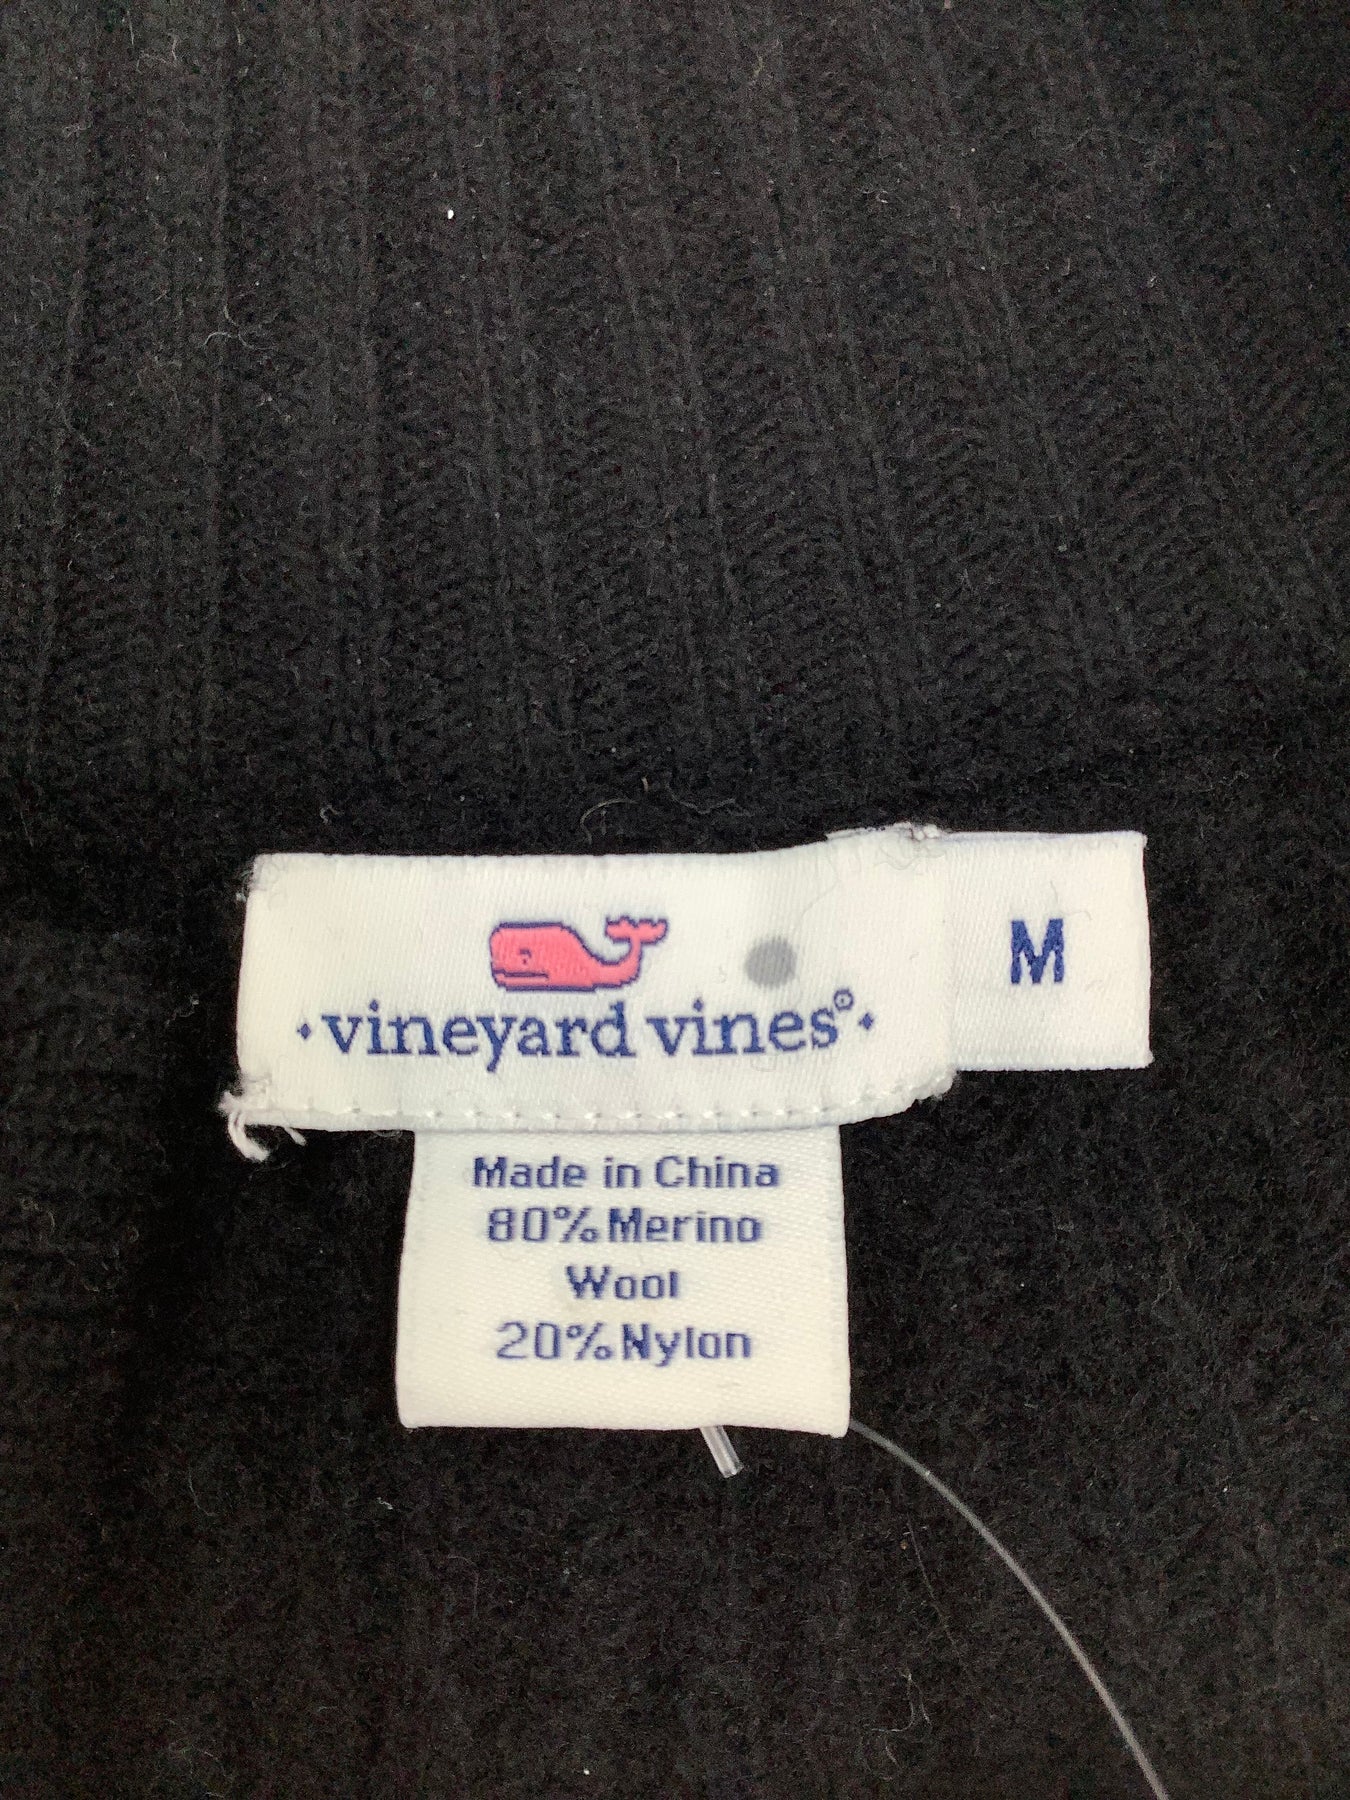 ·vineyard vines®·
M
Made in China
80% Merino
Wool
20% Nylon